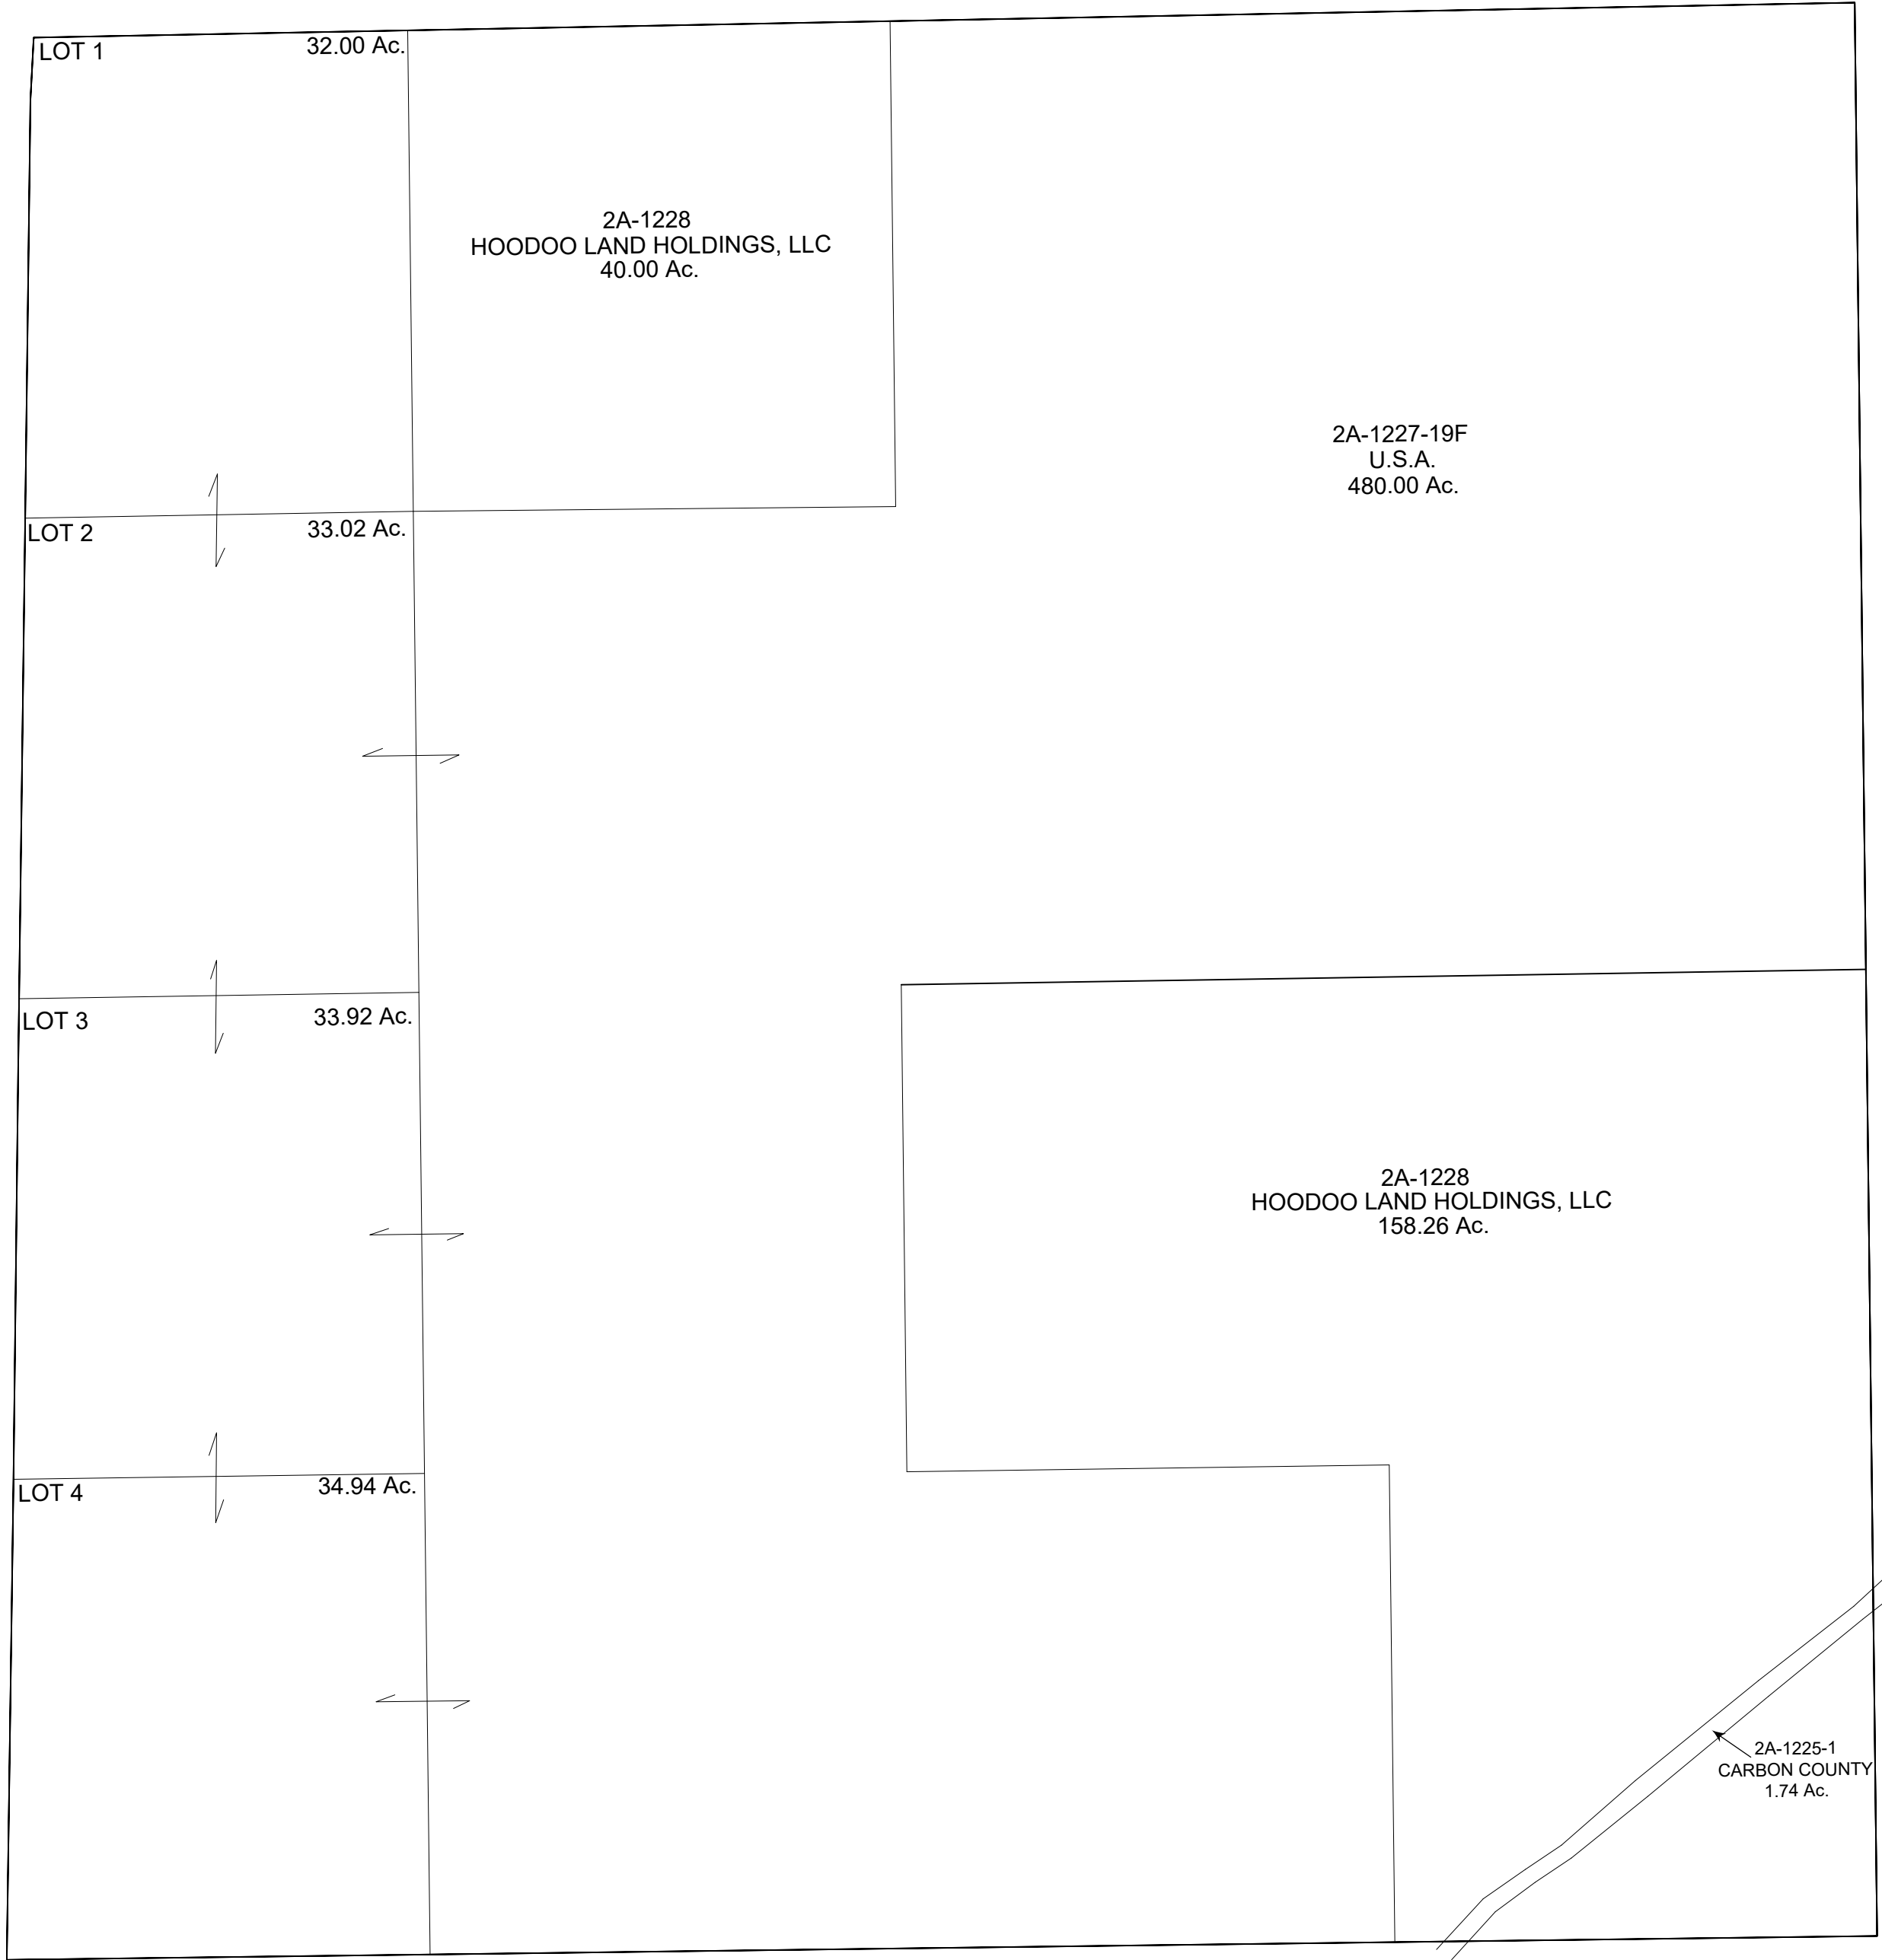 LOT 1
32.00 Ac.
2A-1228
HOODOO LAND HOLDINGS, LLC
40.00 Ac.
2A-1227-19F
U.S.A.
480.00 Ac.
LOT 2
33.02 Ac.
LOT 3
33.92 Ac.
2A-1228
HOODOO LAND HOLDINGS, LLC
158.26 Ac.
LOT 4
34.94 Ac.
2A-1225-1
CARBON COUNTY
1.74 Ac.